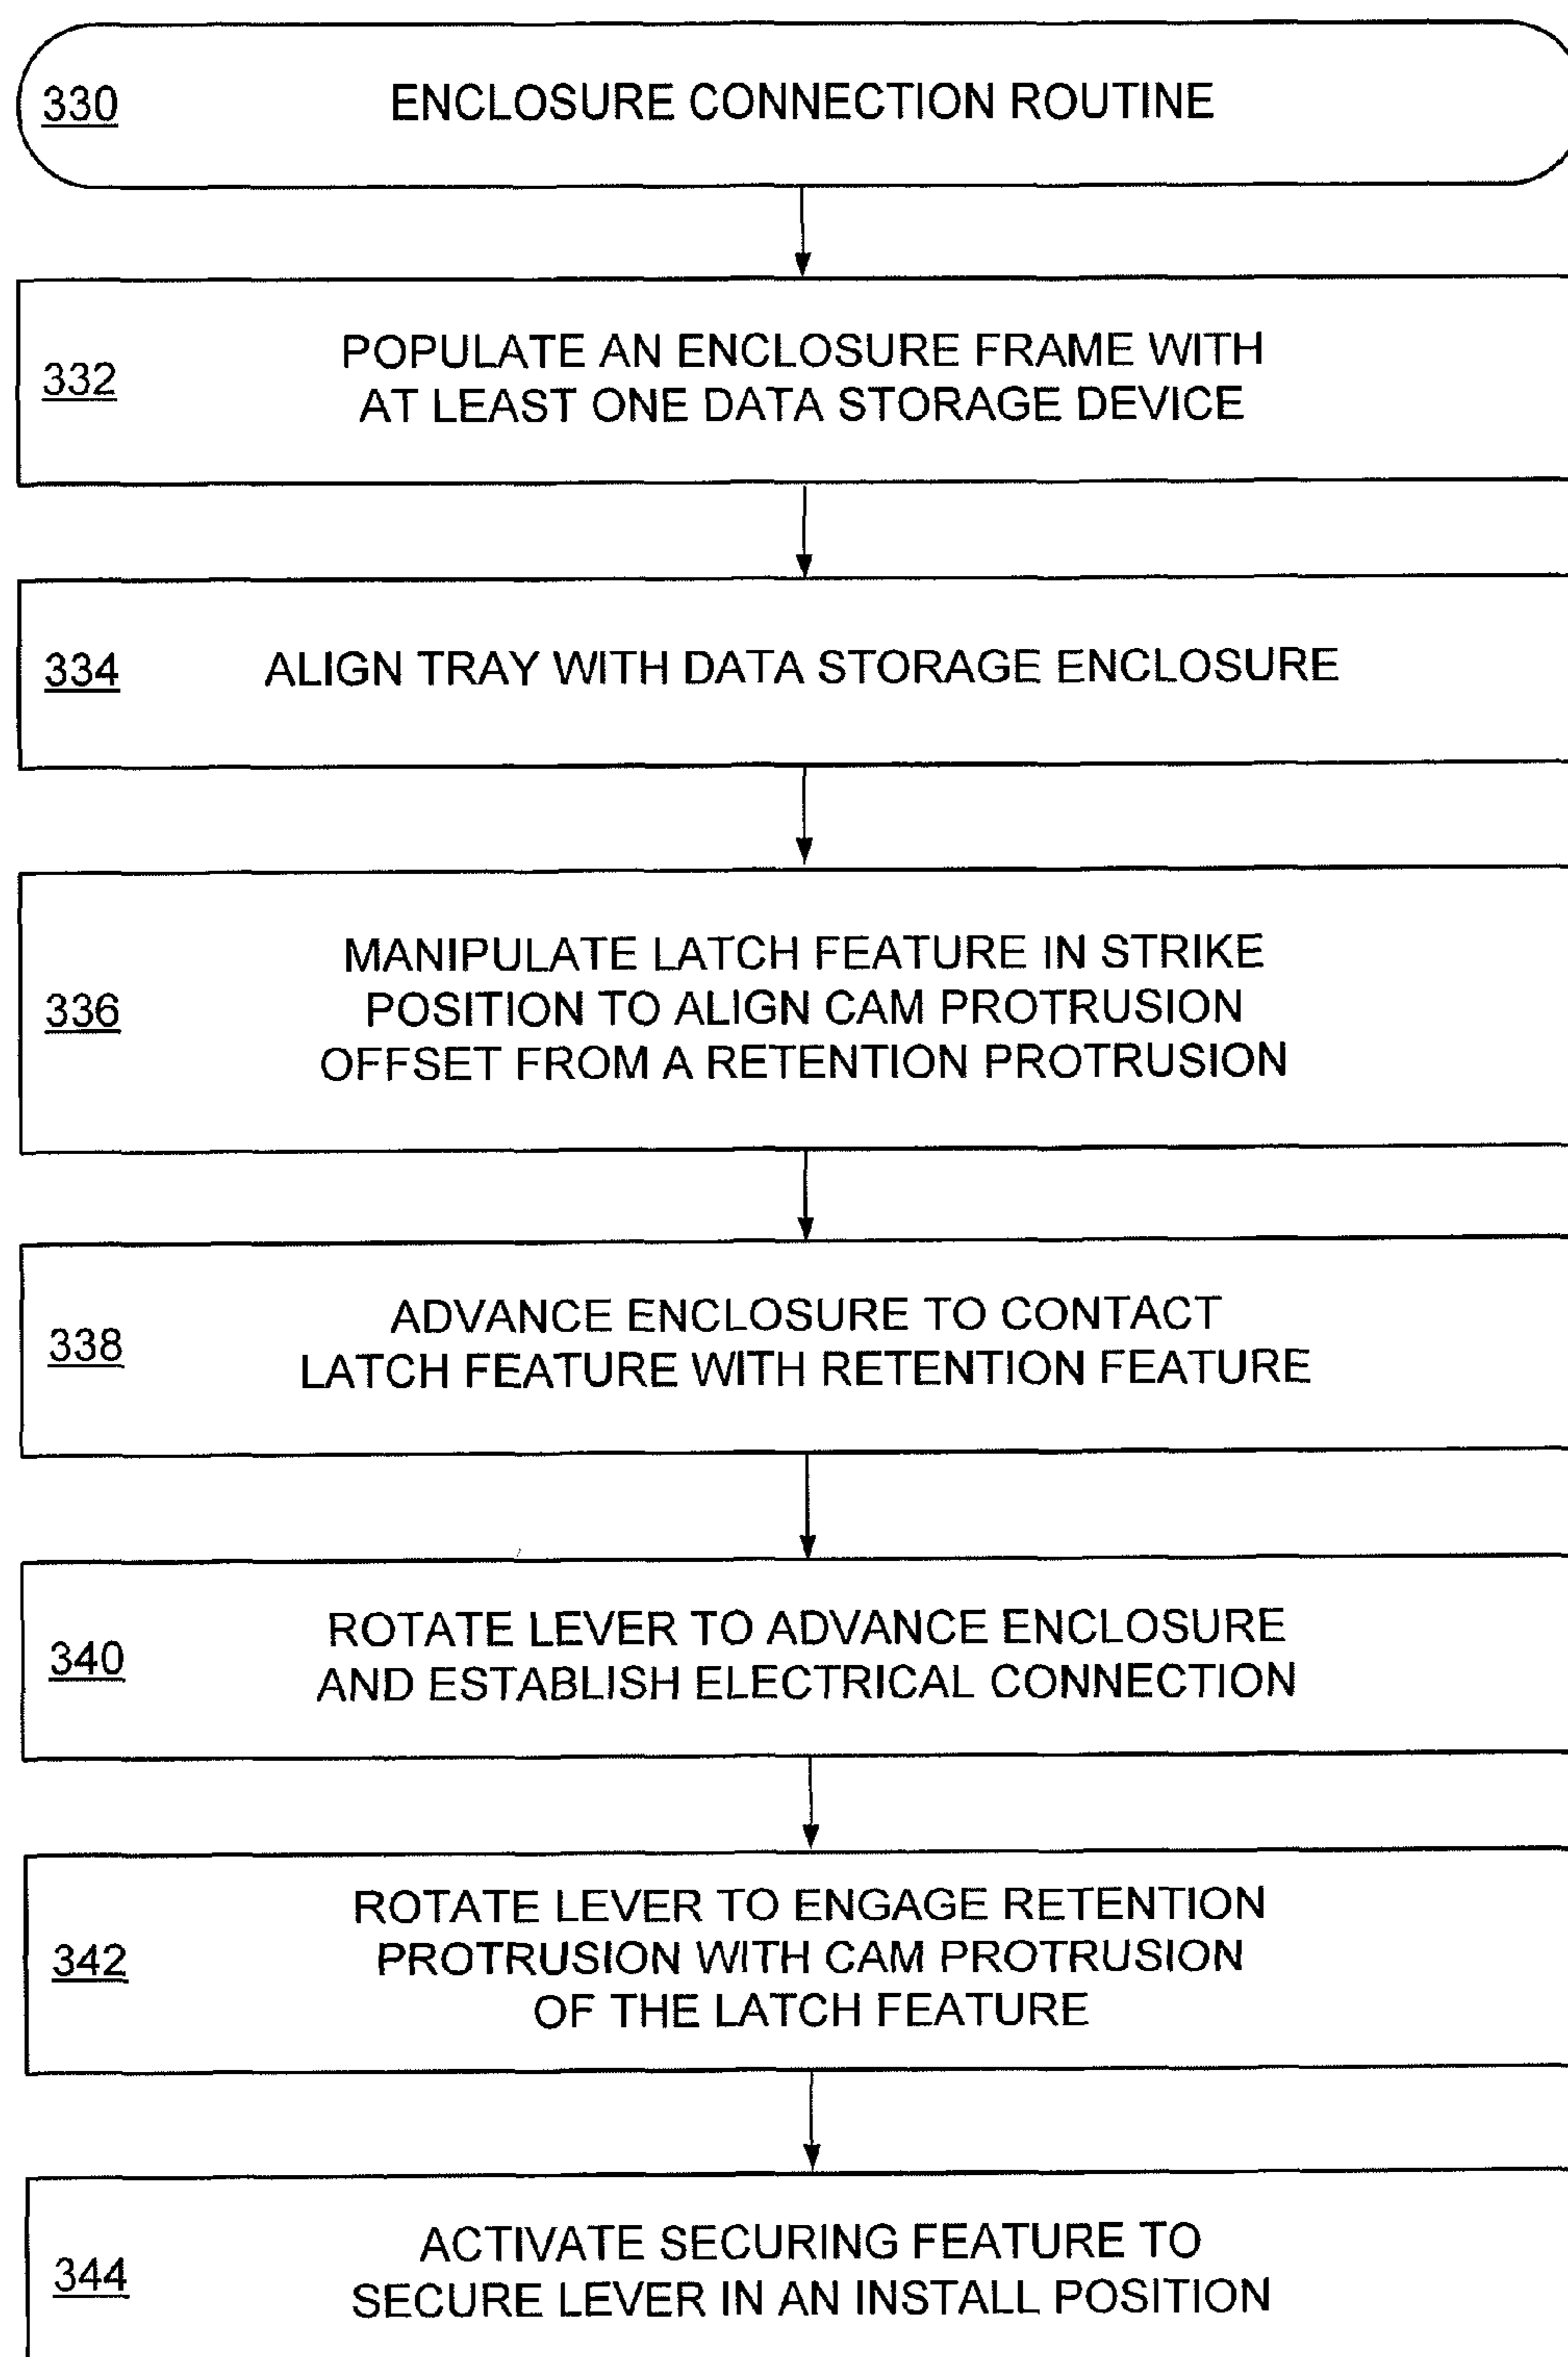 330 ENCLOSURE CONNECTION ROUTINE
332 POPULATE AN ENCLOSURE FRAME WITH
AT LEAST ONE DATA STORAGE DEVICE
334 ALIGN TRAY WITH DATA STORAGE ENCLOSURE
336 MANIPULATE LATCH FEATURE IN STRIKE
POSITION TO ALIGN CAM PROTRUSION
OFFSET FROM A RETENTION PROTRUSION
338 ADVANCE ENCLOSURE TO CONTACT
LATCH FEATURE WITH RETENTION FEATURE
340 ROTATE LEVER TO ADVANCE ENCLOSURE
AND ESTABLISH ELECTRICAL CONNECTION
342 ROTATE LEVER TO ENGAGE RETENTION
PROTRUSION WITH CAM PROTRUSION
OF THE LATCH FEATURE
344 ACTIVATE SECURING FEATURE TO
SECURE LEVER IN AN INSTALL POSITION